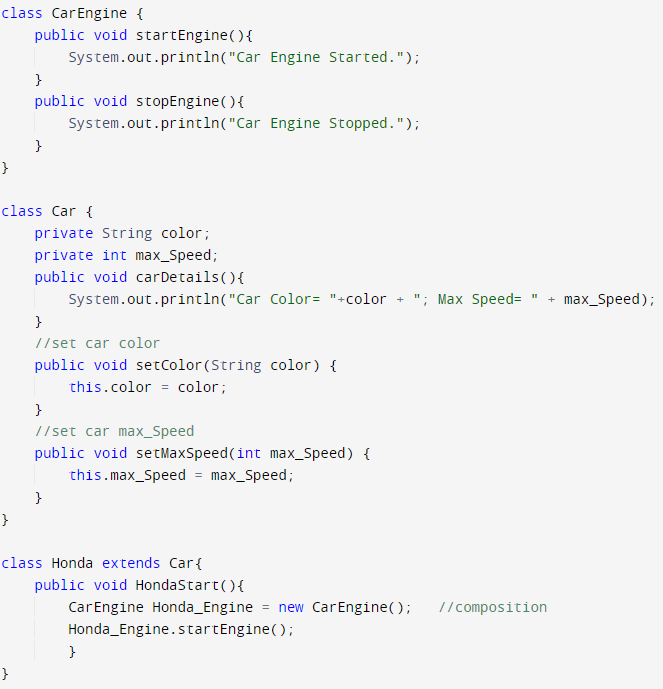 class CarEngine {
    public void startEngine(){
        System.out.println("Car Engine Started.");
    }
    public void stopEngine(){
        System.out.println("Car Engine Stopped.");
    }
}

class Car {
    private String color;
    private int max_Speed;
    public void carDetails(){
        System.out.println("Car Color= "+color + "; Max Speed= " + max_Speed);
    }
    //set car color
    public void setColor(String color) {
        this.color = color;
    }
    //set car max_Speed
    public void setMaxSpeed(int max_Speed) {
        this.max_Speed = max_Speed;
    }
}

class Honda extends Car{
    public void HondaStart(){
        CarEngine Honda_Engine = new CarEngine();   //composition
        Honda_Engine.startEngine();
        }
}